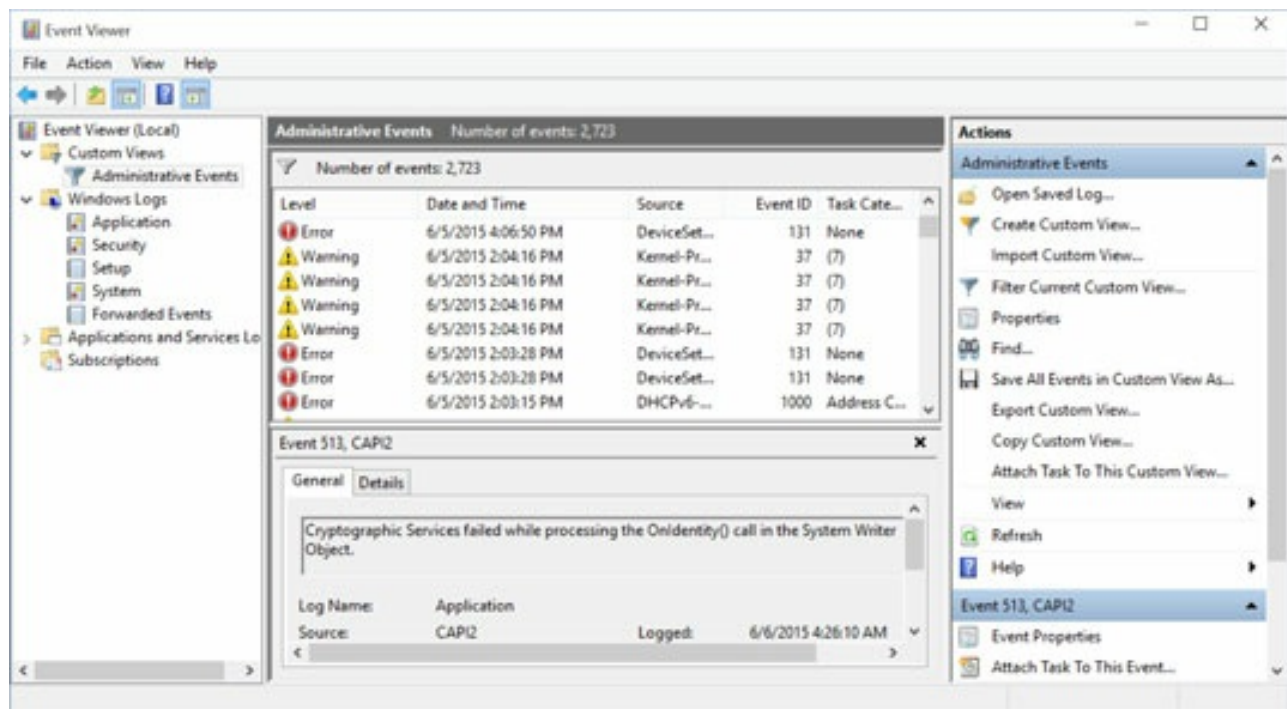 Event Viewer
File Action View Help
Event Viewer (Local)
Custom Views
Administrative Events
Windows Logs
Application
Security
Setup
System
Forwarded Events
Applications and Services Lo
Subscriptions
Administrative Events Number of events: 2,723
Number of events: 2,723
Level Date and Time Source Event ID Task Cate...
Error 6/5/2015 4:06:50 PM DeviceSet... 131 None
Warning 6/5/2015 2:04:16 PM Kernel-Pr... 37 (7)
Warning 6/5/2015 2:04:16 PM Kernel-Pr... 37 (7)
Warning 6/5/2015 2:04:16 PM Kernel-Pr... 37 (7)
Warning 6/5/2015 2:04:16 PM Kernel-Pr... 37 (7)
Error 6/5/2015 2:03:28 PM DeviceSet... 131 None
Error 6/5/2015 2:03:28 PM DeviceSet... 131 None
Error 6/5/2015 2:03:15 PM DHCPv6-... 1000 Address C...
Event 513, CAPI2
General Details
Cryptographic Services failed while processing the OnIdentity() call in the System Writer
Object.
Log Name: Application
Source: CAPI2 Logged: 6/6/2015 4:26:10 AM
Actions
Administrative Events
Open Saved Log...
Create Custom View...
Import Custom View...
Filter Current Custom View...
Properties
Find...
Save All Events in Custom View As...
Export Custom View...
Copy Custom View...
Attach Task To This Custom View...
View
Refresh
Help
Event 513, CAPI2
Event Properties
Attach Task To This Event...